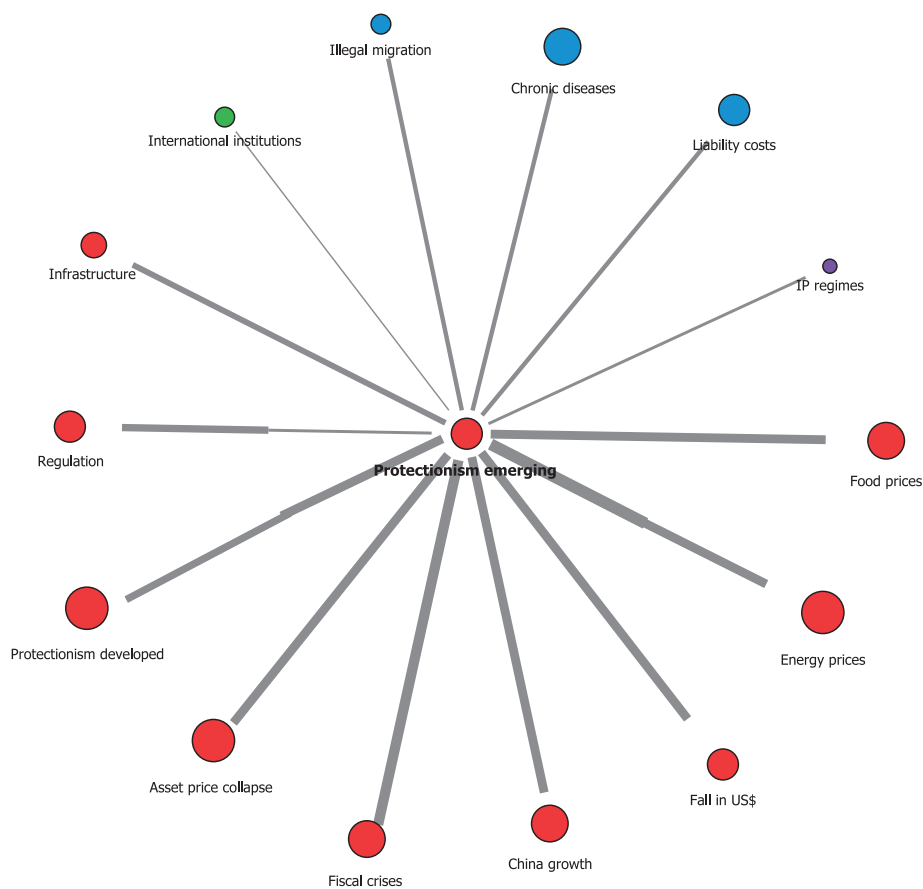 Illegal migration
Chronic diseases
International institutions
Liability costs
Infrastructure
IP regimes
Regulation
Protectionism emerging
Food prices
Protectionism developed
Energy prices
Asset price collapse
Fall in US$
Fiscal crises
China growth